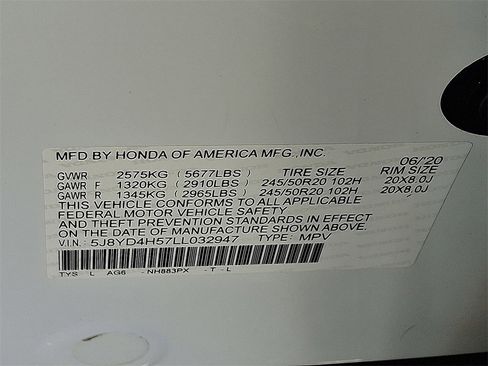 MFD BY HONDA OF AMERICA MFG.,INC. 06/20
GVWR 2575KG (5677LBS) TIRE SIZE RIM SIZE
GAWR F 1320KG (2910LBS) 245/50R20 102H 20X8.0J
GAWR R 1345KG (2965LBS) 245/50R20 102H 20X8.0J
THIS VEHICLE CONFORMS TO ALL APPLICABLE
FEDERAL MOTOR VEHICLE SAFETY
AND THEFT PREVENTION STANDARDS IN EFFECT
ON THE DATE OF MANUFACTURE SHOWN ABOVE.
V.I.N: 5J8YD4H57LL032947 TYPE: MPV
TYS L AG6 -NH883PX -T-L